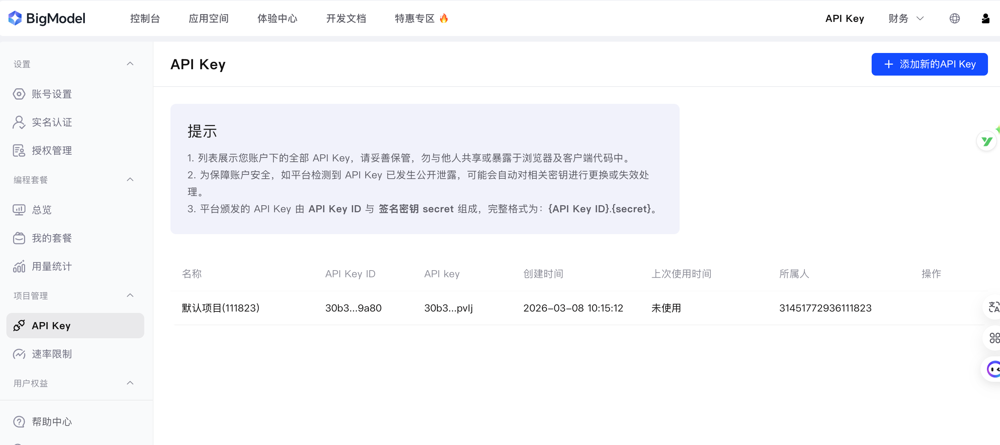 BigModel
控制台
应用空间
体验中心
开发文档
特惠专区
API Key
财务
设置
账号设置
实名认证
授权管理
编程套餐
总览
我的套餐
用量统计
项目管理
API Key
速率限制
用户权益
帮助中心
API Key
+ 添加新的API Key
提示
1. 列表展示您账户下的全部 API Key，请妥善保管，勿与他人共享或暴露于浏览器及客户端代码中。
2. 为保障账户安全，如平台检测到 API Key 已发生公开泄露，可能会自动对相关密钥进行更换或失效处
理。
3. 平台颁发的 API Key 由 API Key ID 与 签名密钥 secret 组成，完整格式为：{API Key ID}.{secret}。
名称 API Key ID API key 创建时间 上次使用时间 所属人 操作
默认项目(111823) 30b3...9a80 30b3...pvIj 2026-03-08 10:15:12 未使用 31451772936111823